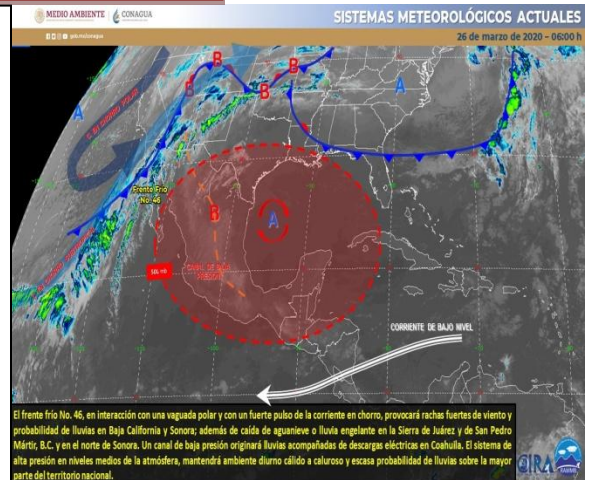 MEDIO AMBIENTE
CONAGUA
SISTEMAS METEOROLÓGICOS ACTUALES
26 de marzo de 2020 – 06:00 h
B
B
B
B
B
A
A
Frente Frío
No. 46
B
A
CANAL DE BAJA
PRESIÓN
CORRIENTE DE BAJO NIVEL
El frente frío No. 46, en interacción con una vaguada polar y con un fuerte pulso de la corriente en chorro, provocará rachas fuertes de viento y
probabilidad de lluvias en Baja California y Sonora; además de caída de aguanieve o lluvia engelante en la Sierra de Juárez y de San Pedro
Mártir, B.C. y en el norte de Sonora. Un canal de baja presión originará lluvias acompañadas de descargas eléctricas en Coahuila. El sistema de
alta presión en niveles medios de la atmósfera, mantendrá ambiente diurno cálido a caluroso y escasa probabilidad de lluvias sobre la mayor
parte del territorio nacional.
CIRA